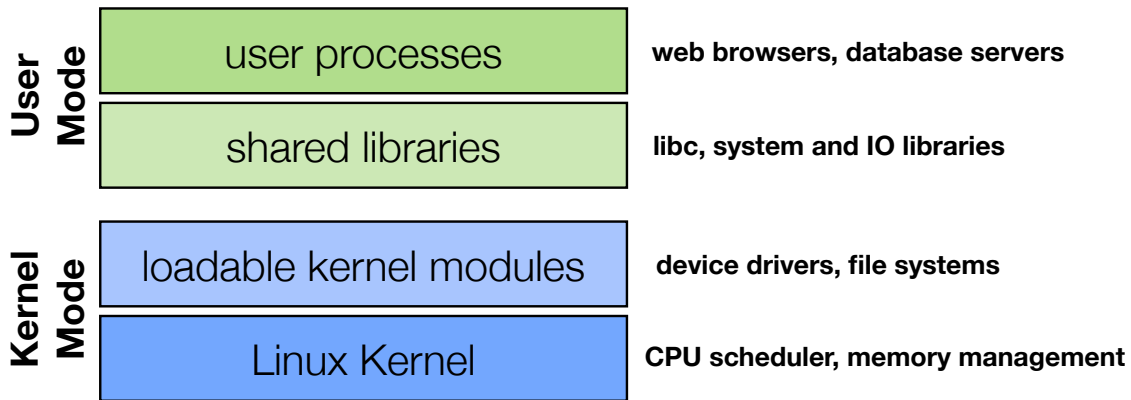 User
Mode
user processes
web browsers, database servers
shared libraries
libc, system and IO libraries
Kernel
Mode
loadable kernel modules
device drivers, file systems
Linux Kernel
CPU scheduler, memory management